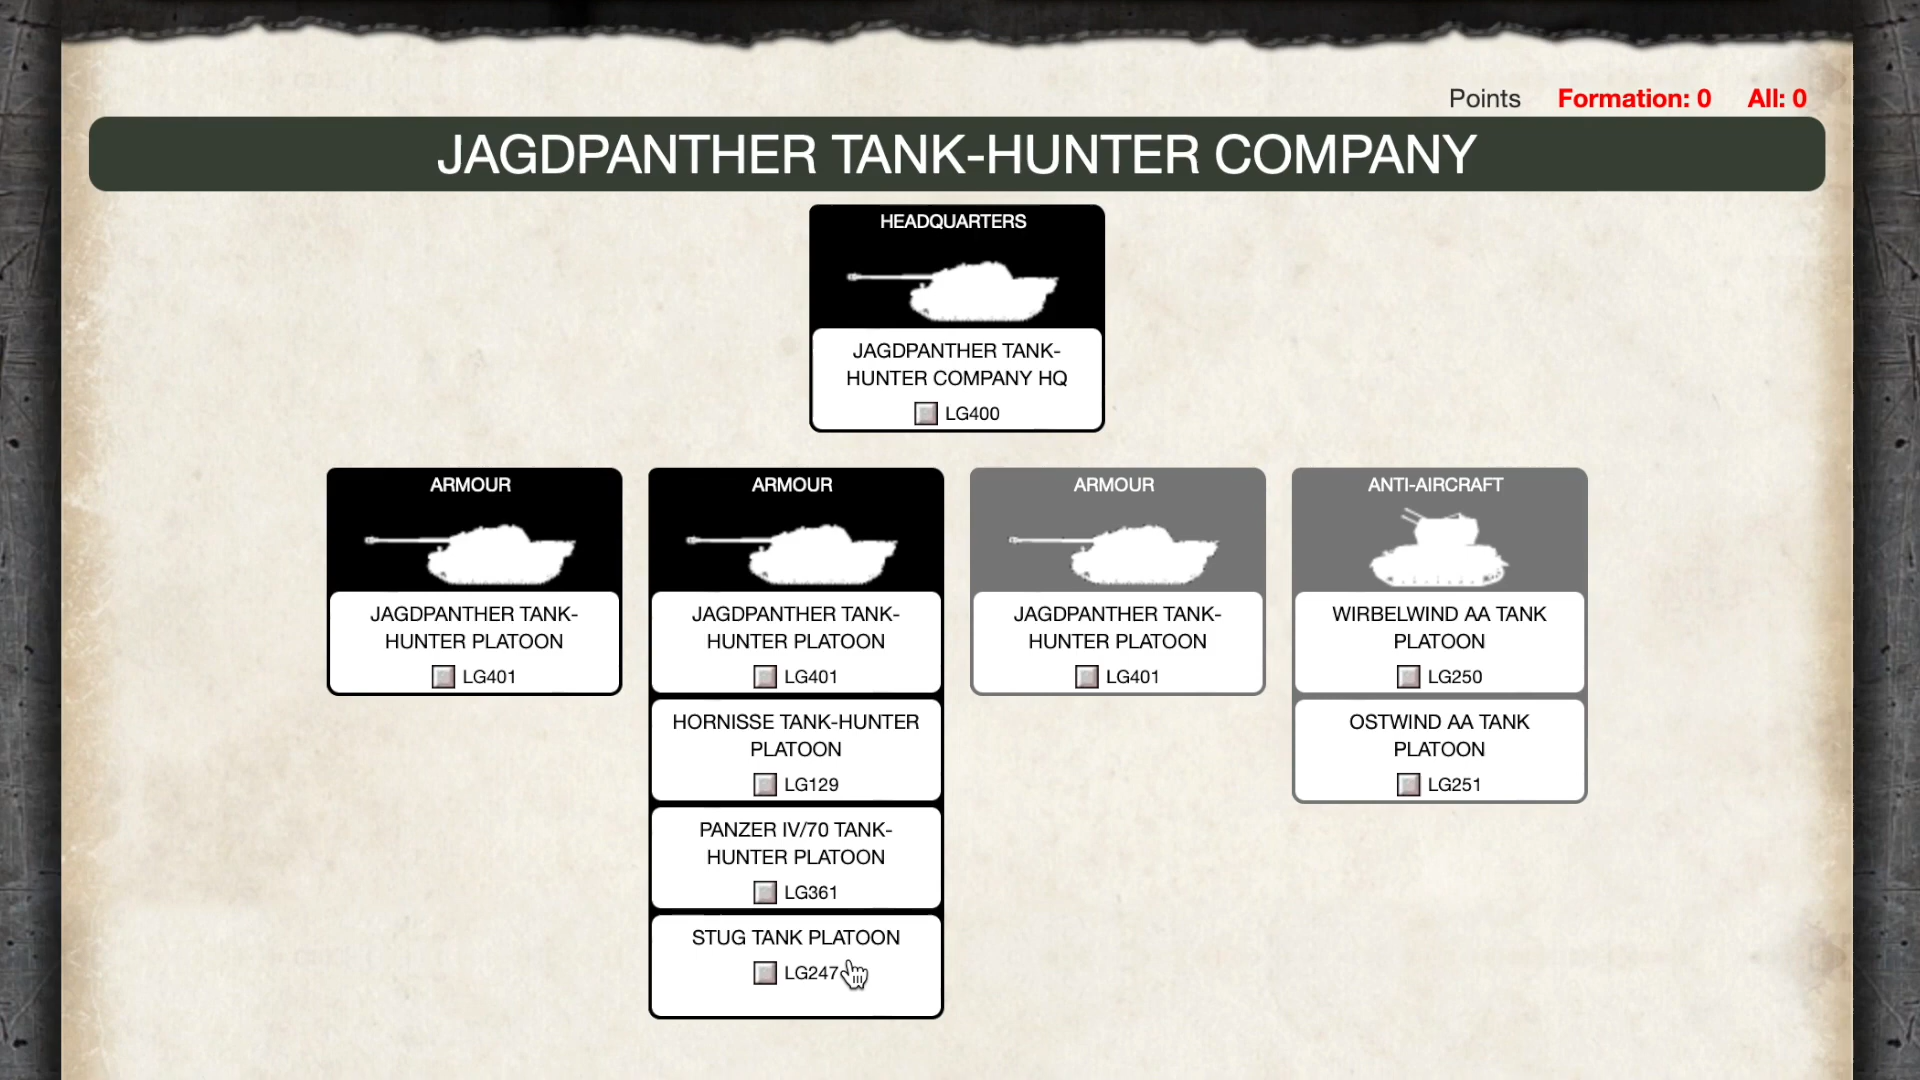 Points Formation: 0 All: 0
JAGDPANTHER TANK-HUNTER COMPANY
HEADQUARTERS
JAGDPANTHER TANK-
HUNTER COMPANY HQ
LG400
ARMOUR
JAGDPANTHER TANK-
HUNTER PLATOON
LG401
ARMOUR
JAGDPANTHER TANK-
HUNTER PLATOON
LG401
HORNISSE TANK-HUNTER
PLATOON
LG129
PANZER IV/70 TANK-
HUNTER PLATOON
LG361
STUG TANK PLATOON
LG247
ARMOUR
JAGDPANTHER TANK-
HUNTER PLATOON
LG401
ANTI-AIRCRAFT
WIRBELWIND AA TANK
PLATOON
LG250
OSTWIND AA TANK
PLATOON
LG251